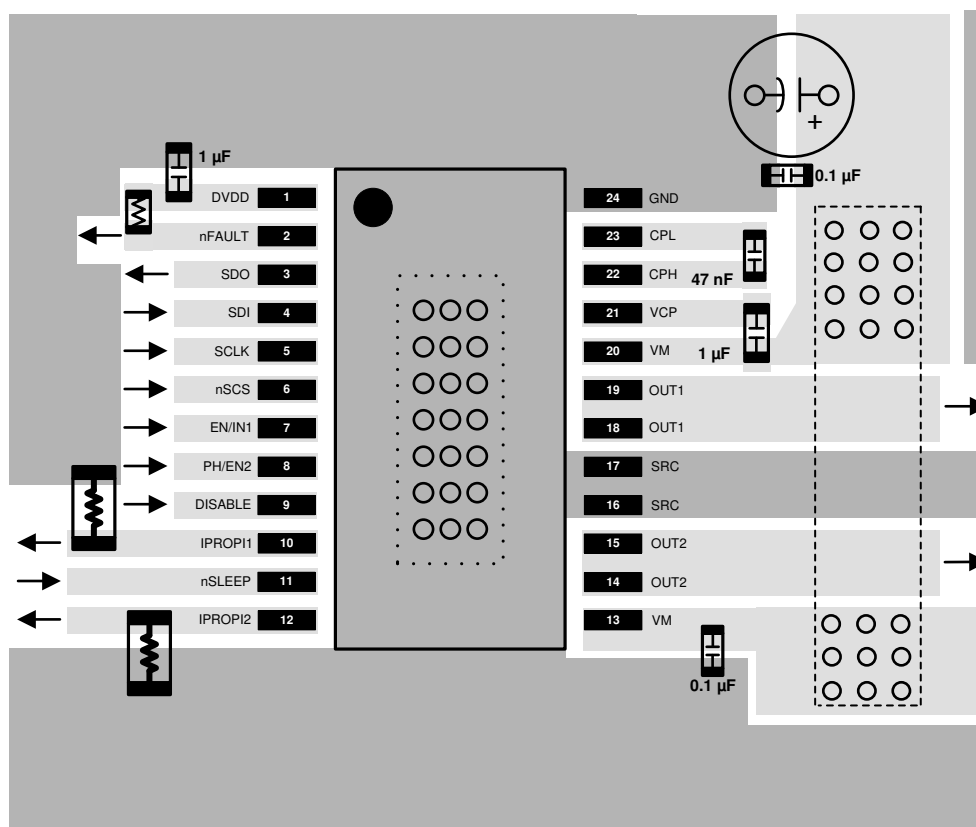 1 µF
0.1 µF
DVDD 1
24 GND
nFAULT 2
23 CPL
SDO 3
22 CPH 47 nF
SDI 4
21 VCP
SCLK 5
20 VM 1 µF
nSCS 6
19 OUT1
EN/IN1 7
18 OUT1
PH/EN2 8
17 SRC
DISABLE 9
16 SRC
IPROPI1 10
15 OUT2
nSLEEP 11
14 OUT2
IPROPI2 12
13 VM
0.1 µF
+